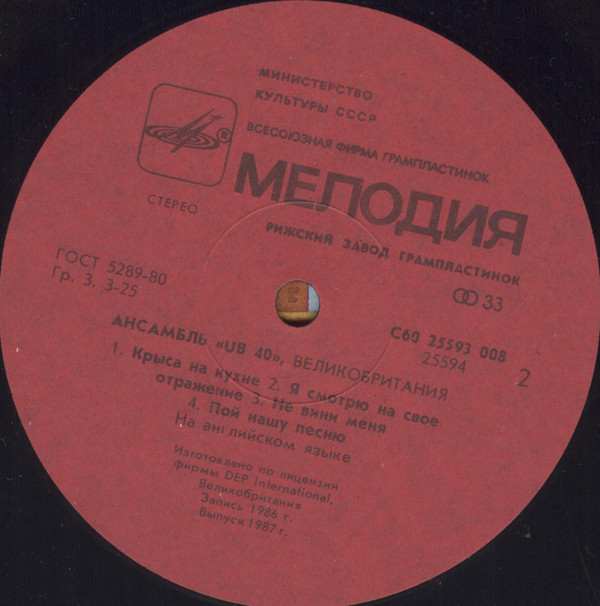 МИНИСТЕРСТВО
КУЛЬТУРЫ СССР
ВСЕСОЮЗНАЯ ФИРМА ГРАМПЛАСТИНОК
МЕЛОДИЯ
®
СТЕРЕО
РИЖСКИЙ ЗАВОД ГРАМПЛАСТИНОК
ГОСТ 5289-80
Гр. 3. 3-25
33
С60 25593 008
25594
2
АНСАМБЛЬ «UB 40», ВЕЛИКОБРИТАНИЯ
1. Крыса на кухне 2. Я смотрю на свое
отражение 3. Не вини меня
4. Пой нашу песню
На английском языке
Изготовлено по лицензии
фирмы DEP International,
Великобритания
Запись 1986 г.
Выпуск 1987 г.